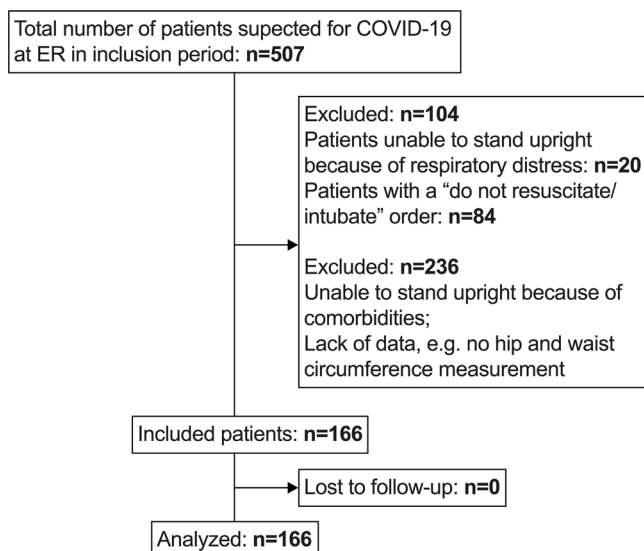 Total number of patients supected for COVID-19
at ER in inclusion period: n=507
Excluded: n=104
Patients unable to stand upright
because of respiratory distress: n=20
Patients with a “do not resuscitate/
intubate” order: n=84
Excluded: n=236
Unable to stand upright because of
comorbidities;
Lack of data, e.g. no hip and waist
circumference measurement
Included patients: n=166
Lost to follow-up: n=0
Analyzed: n=166